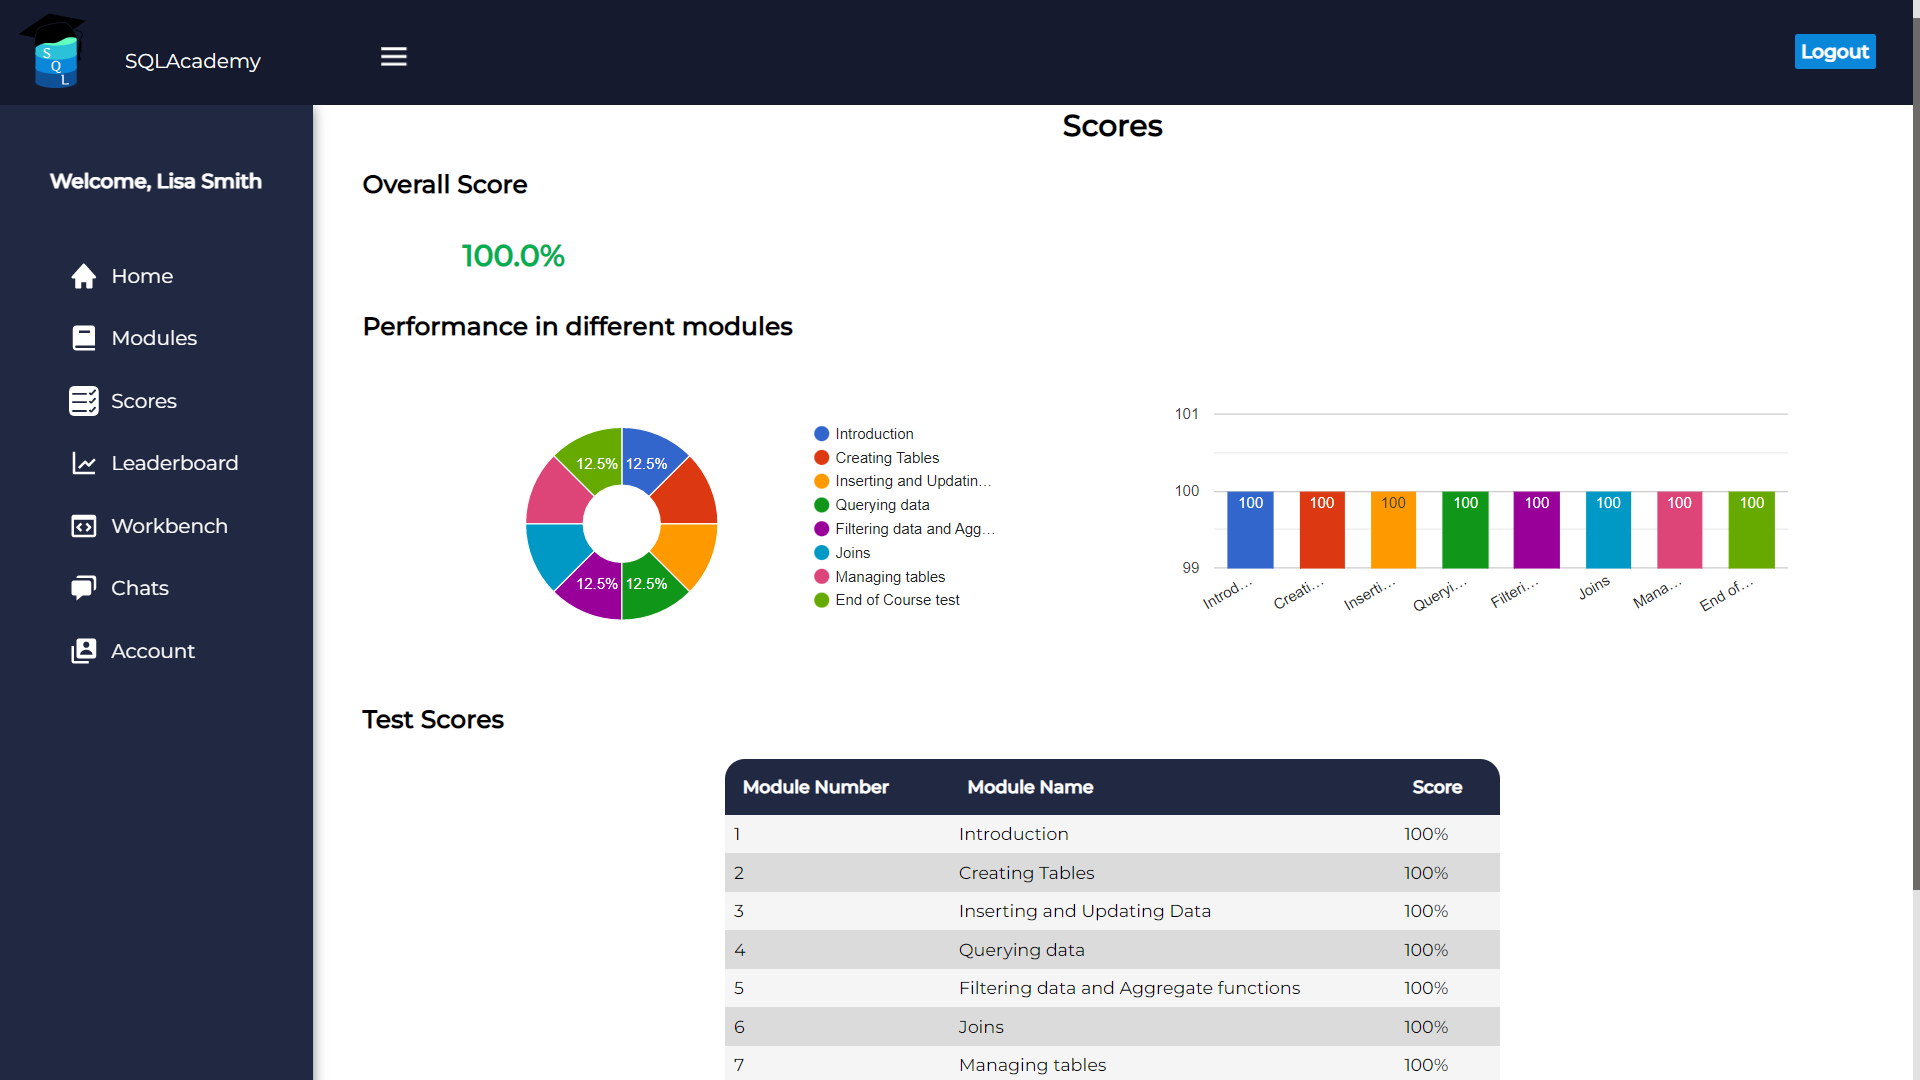 S
Q
L
SQLAcademy
Logout
Welcome, Lisa Smith
Home
Modules
Scores
Leaderboard
Workbench
Chats
Account
Scores
Overall Score
100.0%
Performance in different modules
12.5% 12.5%
12.5% 12.5%
Introduction
Creating Tables
Inserting and Updatin...
Querying data
Filtering data and Agg...
Joins
Managing tables
End of Course test
101
100
99
100 100 100 100 100 100 100 100
Introd... Creati... Inserti... Queryi... Filteri... Joins Mana... End of...
Test Scores
Module Number Module Name Score
1 Introduction 100%
2 Creating Tables 100%
3 Inserting and Updating Data 100%
4 Querying data 100%
5 Filtering data and Aggregate functions 100%
6 Joins 100%
7 Managing tables 100%